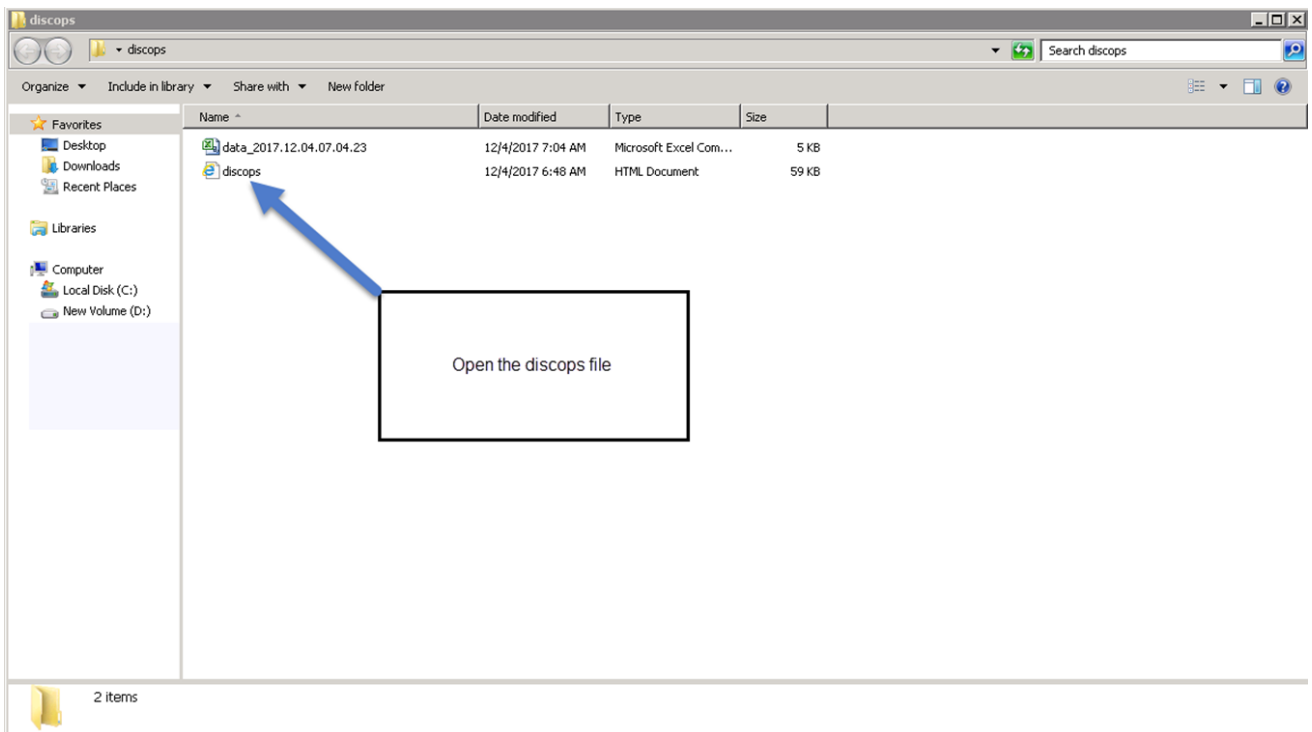 discops
discops
Search discops
Organize Include in library Share with New folder
Favorites
Desktop
Downloads
Recent Places
Libraries
Computer
Local Disk (C:)
New Volume (D:)
Name Date modified Type Size
data_2017.12.04.07.04.23 12/4/2017 7:04 AM Microsoft Excel Com... 5 KB
discops 12/4/2017 6:48 AM HTML Document 59 KB
Open the discops file
2 items